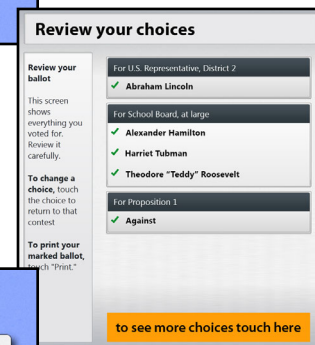 Review your choices
Review your
ballot
This screen
shows
everything you
voted for.
Review it
carefully.
To change a
choice, touch
the choice to
return to that
contest
To print your
marked ballot,
touch "Print."
For U.S. Representative, District 2
Abraham Lincoln
For School Board, at large
Alexander Hamilton
Harriet Tubman
Theodore "Teddy" Roosevelt
For Proposition 1
Against
to see more choices touch here